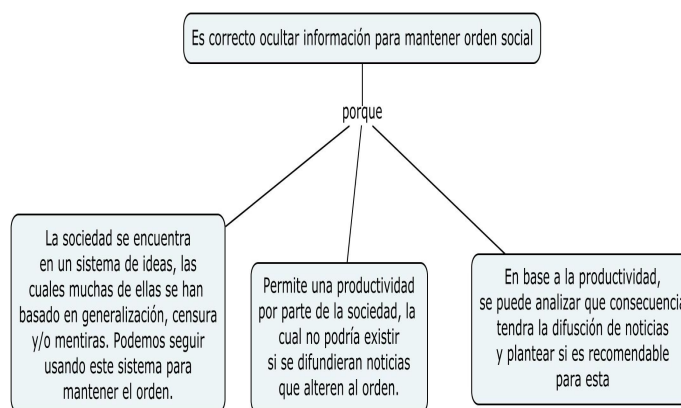 Es correcto ocultar información para mantener orden social
porque
La sociedad se encuentra
en un sistema de ideas, las
cuales muchas de ellas se han
basado en generalización, censura
y/o mentiras. Podemos seguir
usando este sistema para
mantener el orden.
Permite una productividad
por parte de la sociedad, la
cual no podría existir
si se difundieran noticias
que alteren al orden.
En base a la productividad,
se puede analizar que consecuencia
tendra la difusción de noticias
y plantear si es recomendable
para esta